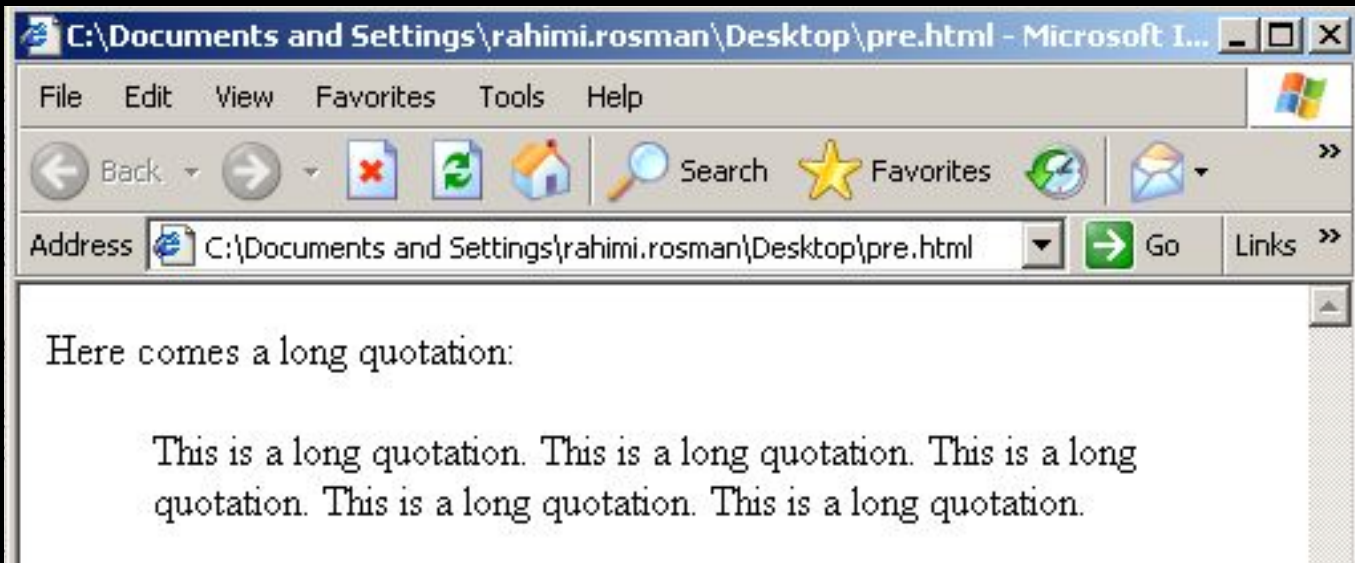 C:\Documents and Settings\rahimi.rosman\Desktop\pre.html - Microsoft I...
File Edit View Favorites Tools Help
Back Search Favorites
Address C:\Documents and Settings\rahimi.rosman\Desktop\pre.html Go Links
Here comes a long quotation:
This is a long quotation. This is a long quotation. This is a long
quotation. This is a long quotation. This is a long quotation.